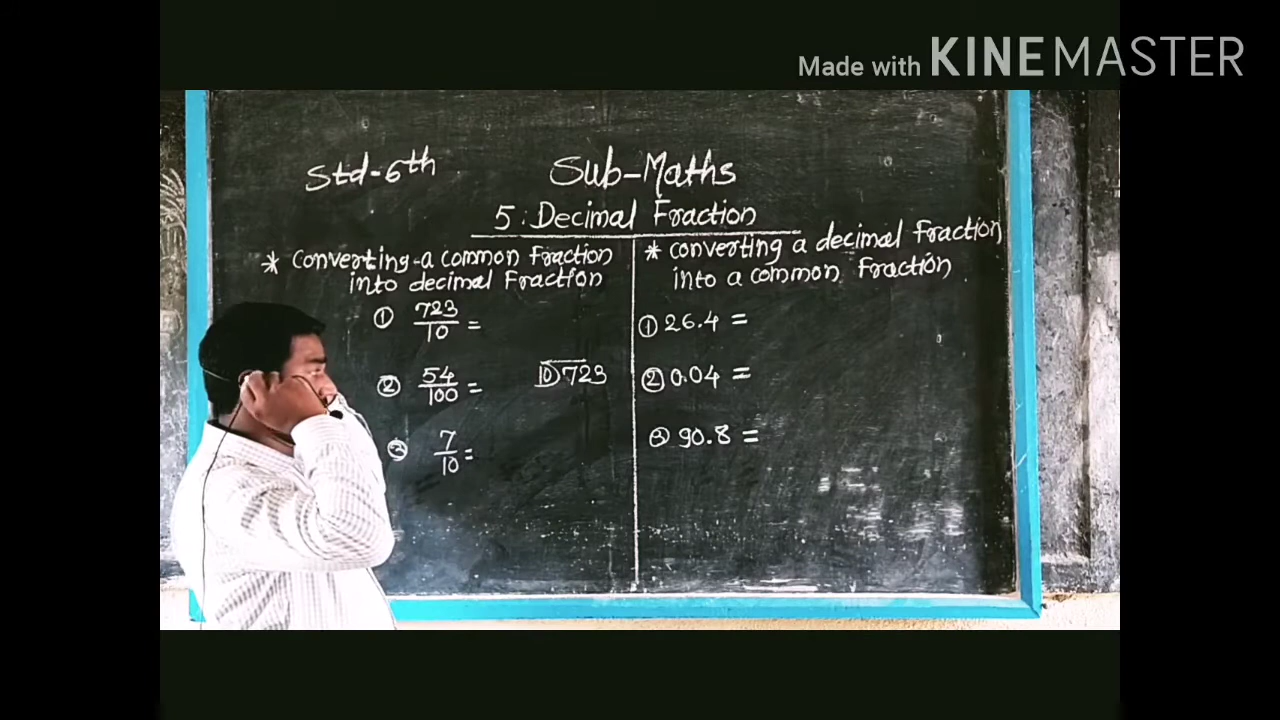 Made with KINEMASTER
Std-6th
Sub-Maths
5. Decimal Fraction
* converting a common fraction
into decimal Fraction
① 723/10 =
② 54/100 =
③ 7/10 =
10)723
* converting a decimal fraction
into a common fraction
① 26.4 =
② 0.04 =
③ 90.8 =